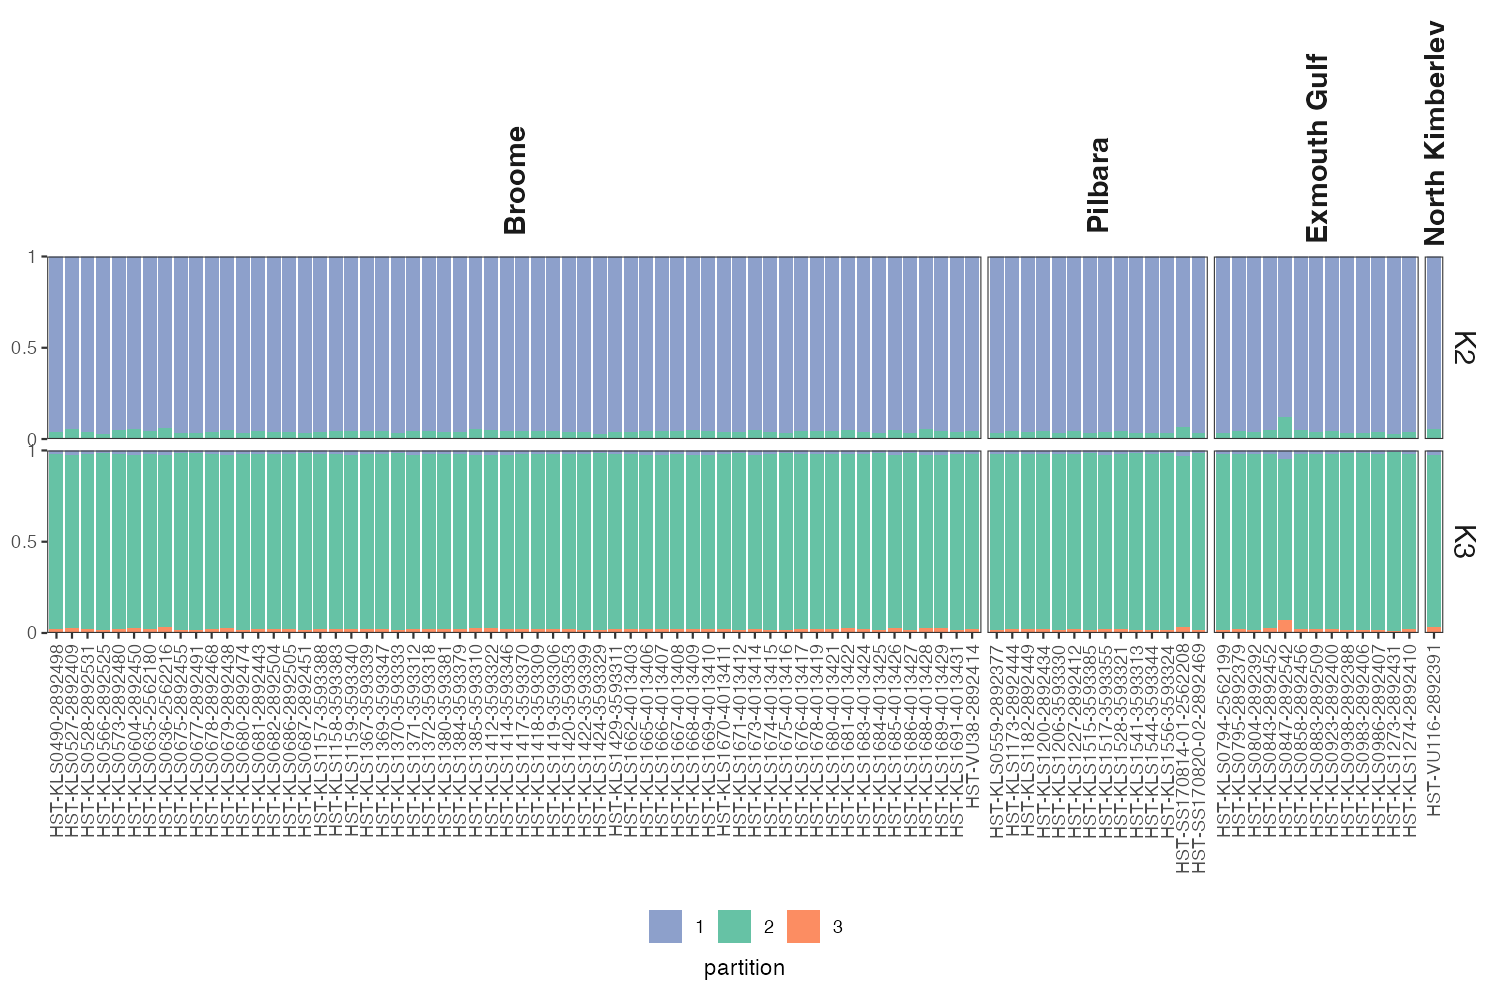 Broome
Pilbara
Exmouth Gulf
North Kimberley
1
0.5
0
K2
1
0.5
0
K3
HST-KLS0490-2892498
HST-KLS0527-2892409
HST-KLS0528-2892531
HST-KLS0566-2892525
HST-KLS0573-2892480
HST-KLS0604-2892450
HST-KLS0635-2562180
HST-KLS0636-2562216
HST-KLS0675-2892455
HST-KLS0677-2892491
HST-KLS0678-2892468
HST-KLS0679-2892438
HST-KLS0680-2892474
HST-KLS0681-2892443
HST-KLS0682-2892504
HST-KLS0686-2892505
HST-KLS0687-2892451
HST-KLS1157-3593388
HST-KLS1158-3593383
HST-KLS1159-3593340
HST-KLS1367-3593339
HST-KLS1369-3593347
HST-KLS1370-3593333
HST-KLS1371-3593312
HST-KLS1372-3593318
HST-KLS1380-3593381
HST-KLS1384-3593379
HST-KLS1385-3593310
HST-KLS1412-3593322
HST-KLS1414-3593346
HST-KLS1417-3593370
HST-KLS1418-3593309
HST-KLS1419-3593306
HST-KLS1420-3593353
HST-KLS1422-3593399
HST-KLS1424-3593329
HST-KLS1429-3593311
HST-KLS1662-4013403
HST-KLS1665-4013406
HST-KLS1666-4013407
HST-KLS1667-4013408
HST-KLS1668-4013409
HST-KLS1669-4013410
HST-KLS1670-4013411
HST-KLS1671-4013412
HST-KLS1673-4013414
HST-KLS1674-4013415
HST-KLS1675-4013416
HST-KLS1676-4013417
HST-KLS1678-4013419
HST-KLS1680-4013421
HST-KLS1681-4013422
HST-KLS1683-4013424
HST-KLS1684-4013425
HST-KLS1685-4013426
HST-KLS1686-4013427
HST-KLS1688-4013428
HST-KLS1689-4013429
HST-KLS1691-4013431
HST-VU38-2892414
HST-KLS0559-2892377
HST-KLS1173-2892444
HST-KLS1182-2892449
HST-KLS1200-2892434
HST-KLS1206-3593330
HST-KLS1227-2892412
HST-KLS1515-3593385
HST-KLS1517-3593355
HST-KLS1528-3593321
HST-KLS1541-3593313
HST-KLS1544-3593344
HST-KLS1556-3593324
HST-SS170814-01-2562208
HST-SS170820-02-2892469
HST-KLS0794-2562199
HST-KLS0795-2892379
HST-KLS0804-2892392
HST-KLS0843-2892452
HST-KLS0847-2892542
HST-KLS0858-2892456
HST-KLS0883-2892509
HST-KLS0923-2892400
HST-KLS0938-2892388
HST-KLS0983-2892406
HST-KLS0986-2892407
HST-KLS1273-2892431
HST-KLS1274-2892410
HST-VU116-2892391
1 2 3
partition